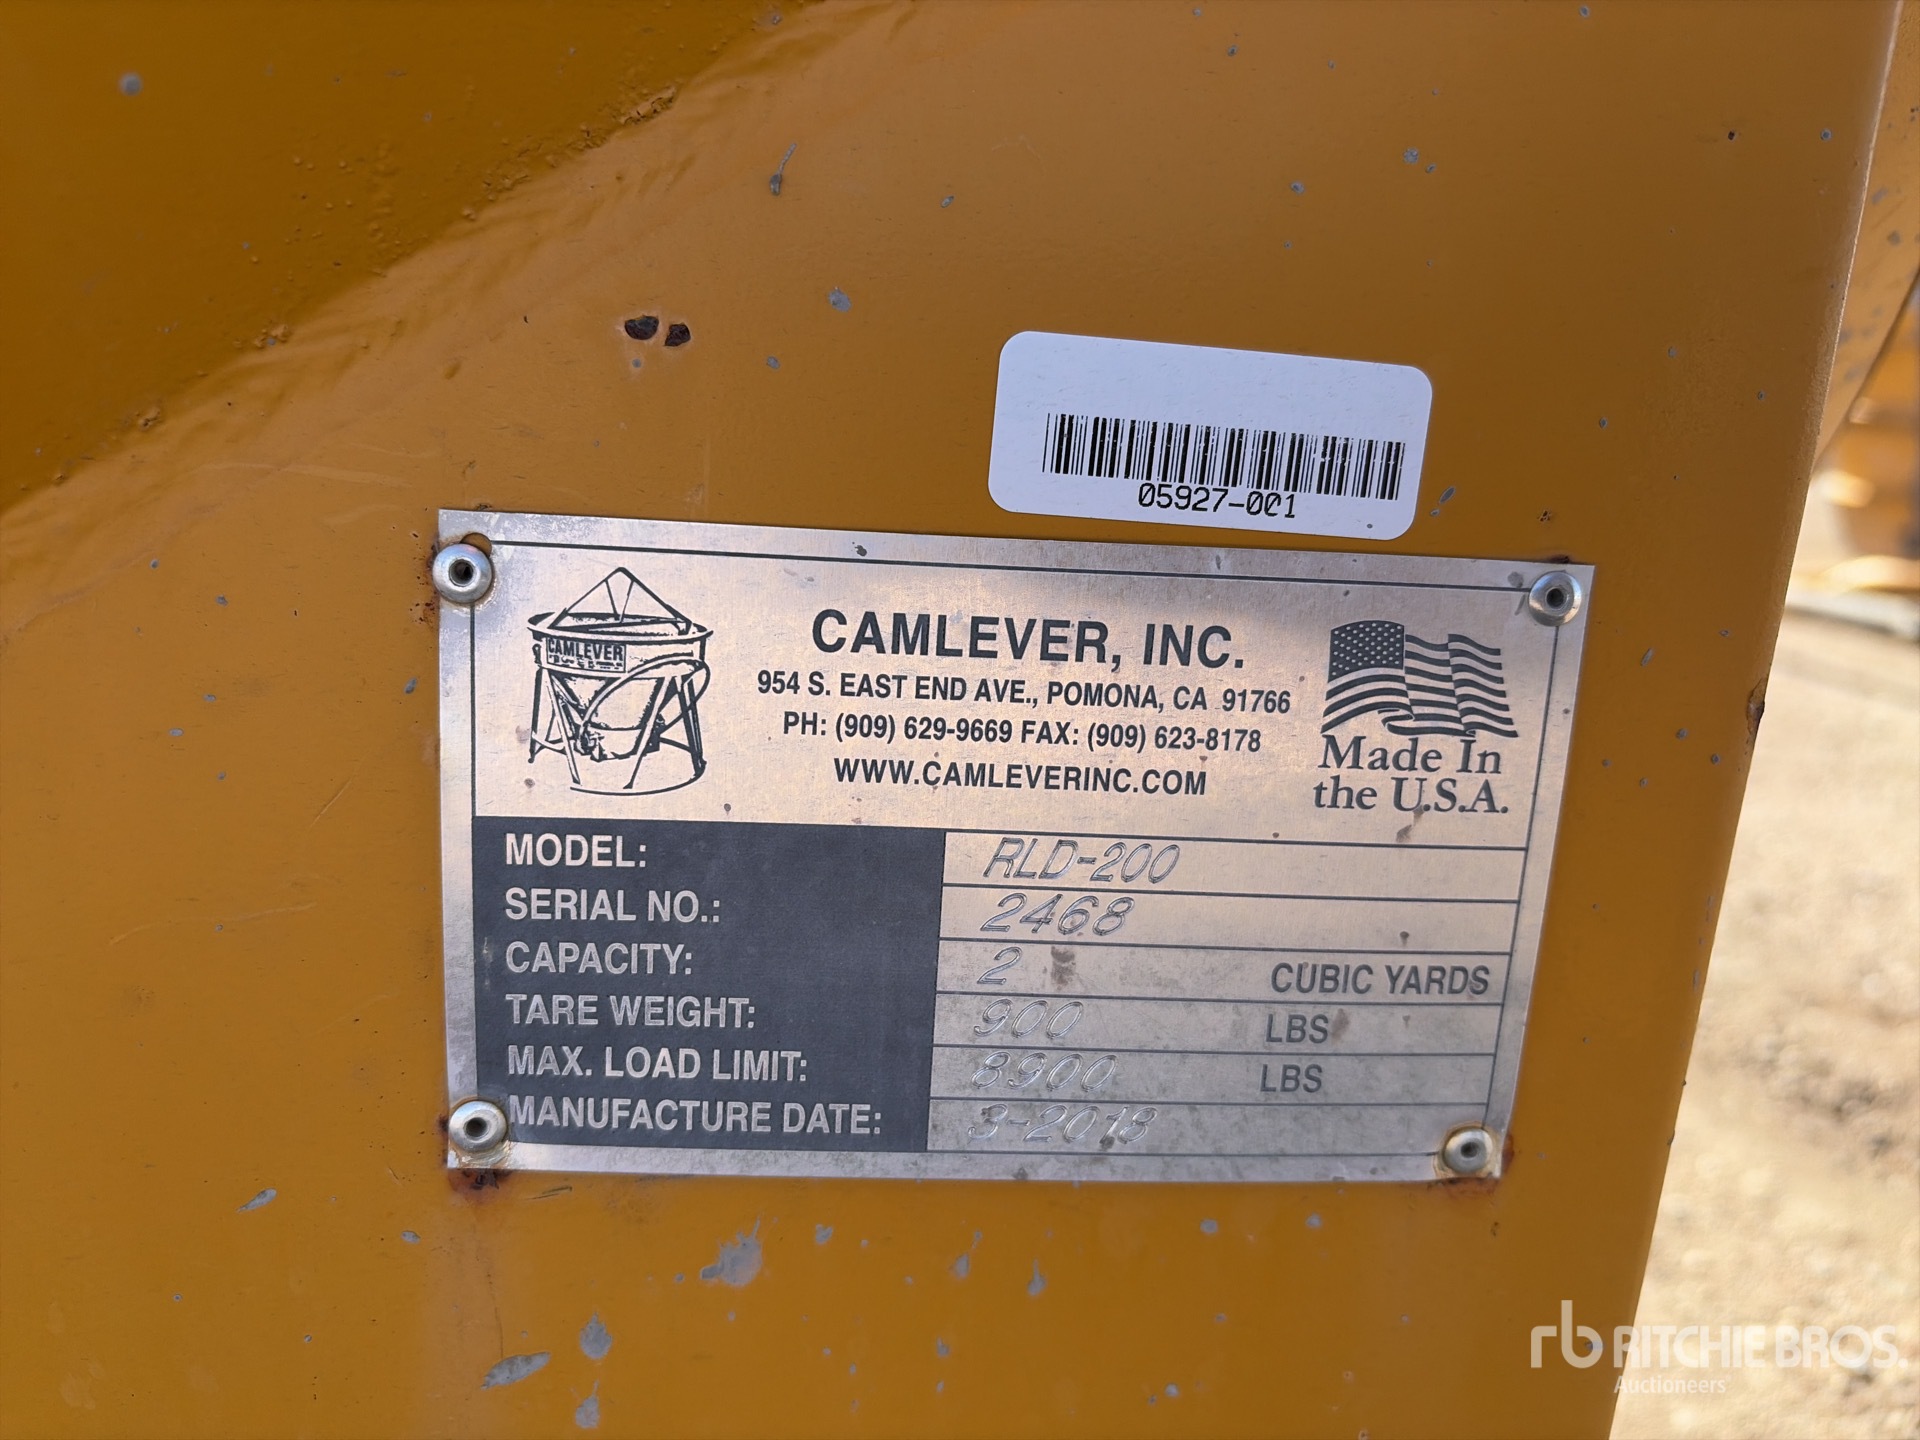 05927-001
CAMLEVER
CAMLEVER, INC.
954 S. EAST END AVE., POMONA, CA 91766
PH: (909) 629-9669 FAX: (909) 623-8178
WWW.CAMLEVERINC.COM
Made In
the U.S.A.
MODEL: RLD-200
SERIAL NO.: 2468
CAPACITY: 2 CUBIC YARDS
TARE WEIGHT: 900 LBS
MAX. LOAD LIMIT: 8900 LBS
MANUFACTURE DATE: 3-2018
rb RITCHIE BROS.
Auctioneers